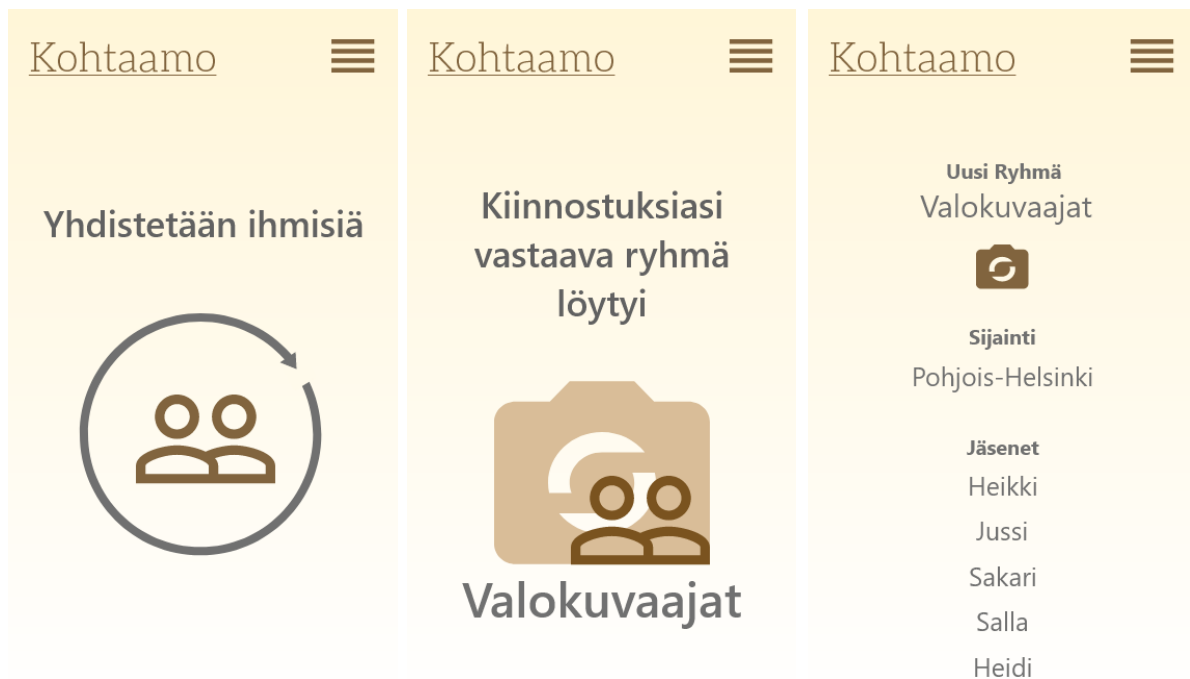 Kohtaamo
Yhdistetään ihmisiä
Kohtaamo
Kiinnostuksiasi
vastaava ryhmä
löytyi
Valokuvaajat
Kohtaamo
Uusi Ryhmä
Valokuvaajat
Sijainti
Pohjois-Helsinki
Jäsenet
Heikki
Jussi
Sakari
Salla
Heidi